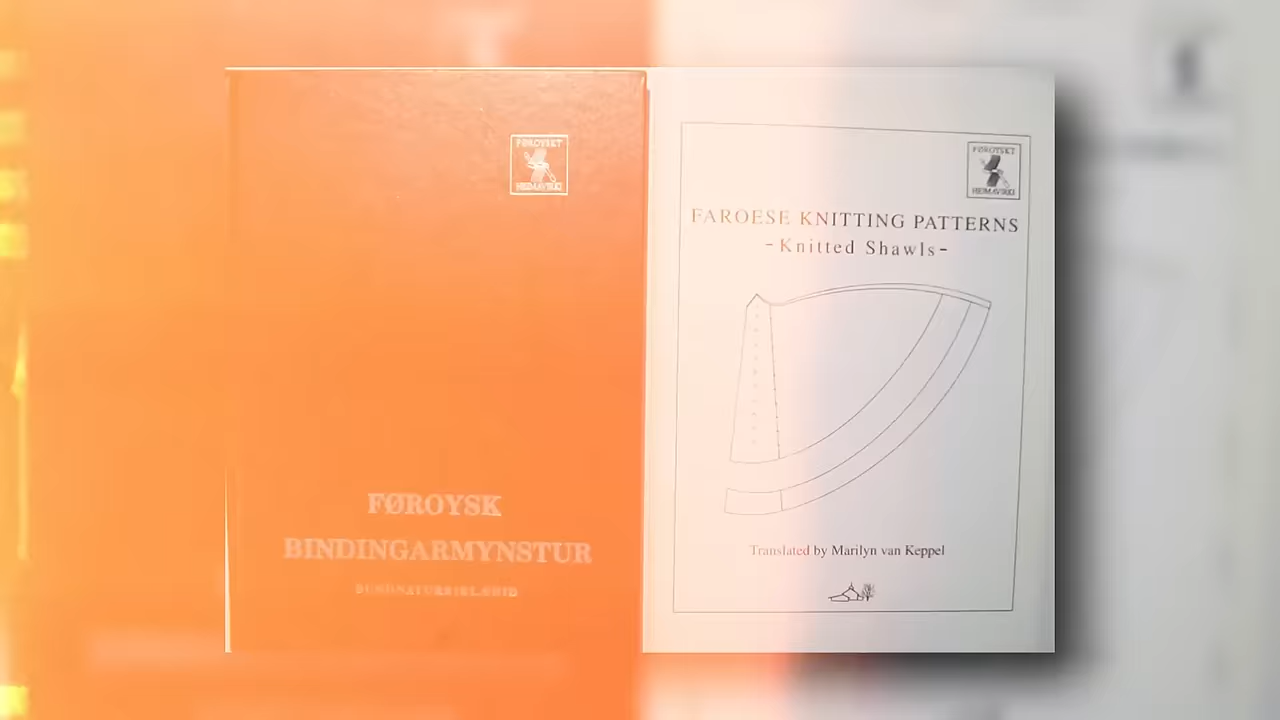 FØROYSKT
HEIMAVIRKI
FØROYSK
BINDINGARMYNSTUR
FØROYSKT
HEIMAVIRKI
FAROESE KNITTING PATTERNS
-Knitted Shawls-
Translated by Marilyn van Keppel